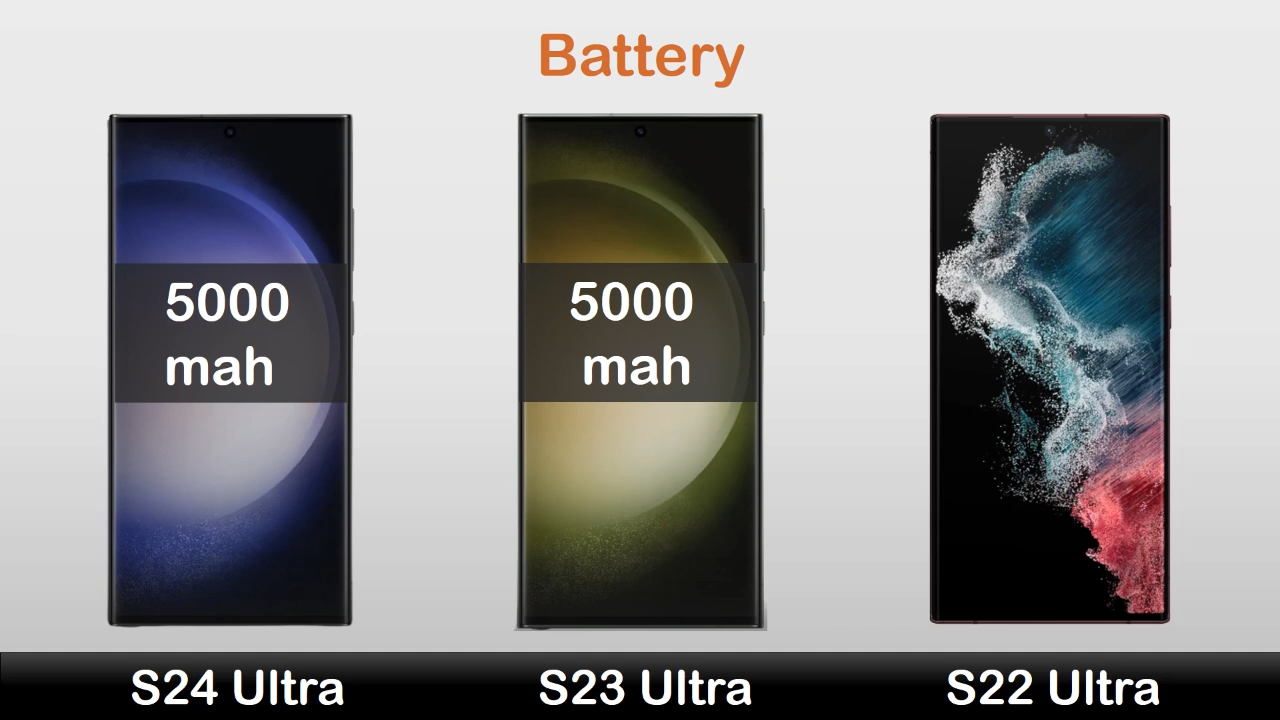 Battery
5000
mah
5000
mah
S24 Ultra
S23 Ultra
S22 Ultra